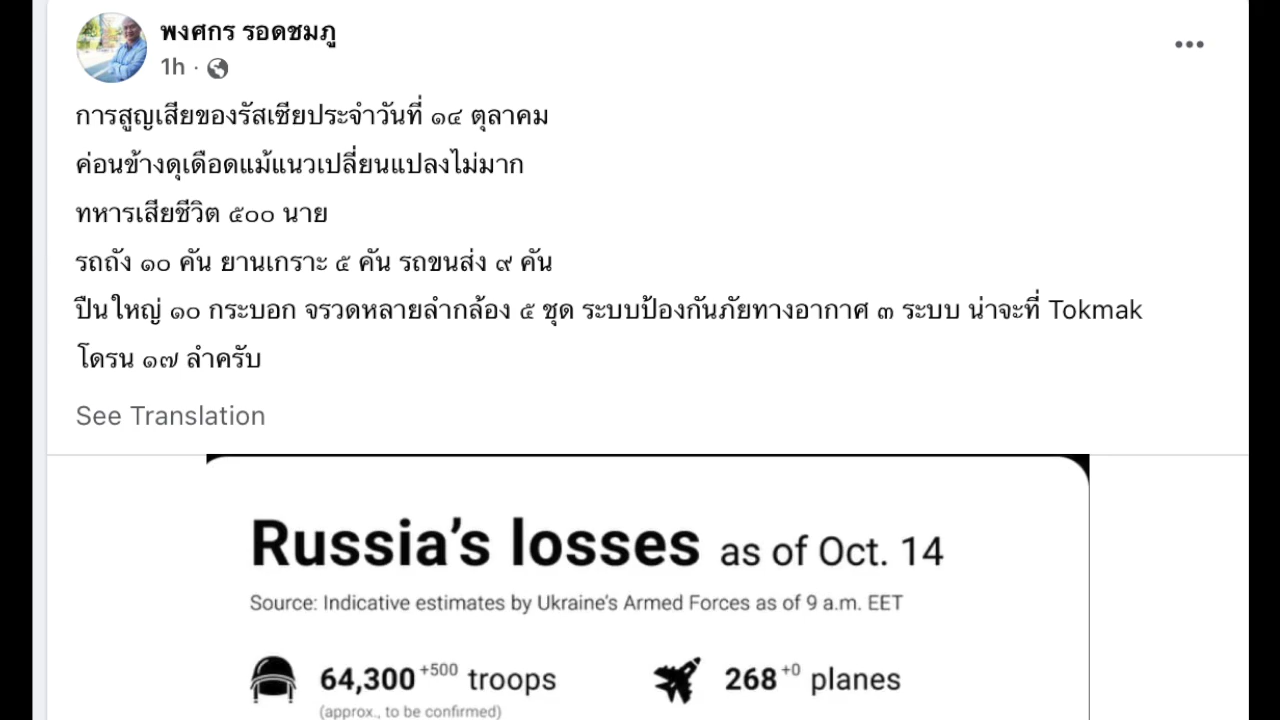 พงศกร รอดชมภู
1h ·
การสูญเสียของรัสเซียประจำวันที่ ๑๔ ตุลาคม
ค่อนข้างดุเดือดแม้แนวเปลี่ยนแปลงไม่มาก
ทหารเสียชีวิต ๕๐๐ นาย
รถถัง ๑๐ คัน ยานเกราะ ๕ คัน รถขนส่ง ๙ คัน
ปืนใหญ่ ๑๐ กระบอก จรวดหลายลำกล้อง ๕ ชุด ระบบป้องกันภัยทางอากาศ ๓ ระบบ น่าจะที่ Tokmak
โดรน ๑๗ ลำครับ
See Translation
Russia's losses as of Oct. 14
Source: Indicative estimates by Ukraine's Armed Forces as of 9 a.m. EET
64,300 +500 troops 268 +0 planes
(approx., to be confirmed)